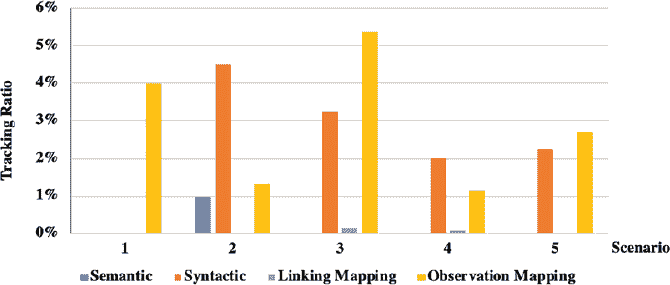 6%
5%
4%
3%
2%
1%
0%
Tracking Ratio
1 2 3 4 5 Scenario
Semantic Syntactic Linking Mapping Observation Mapping